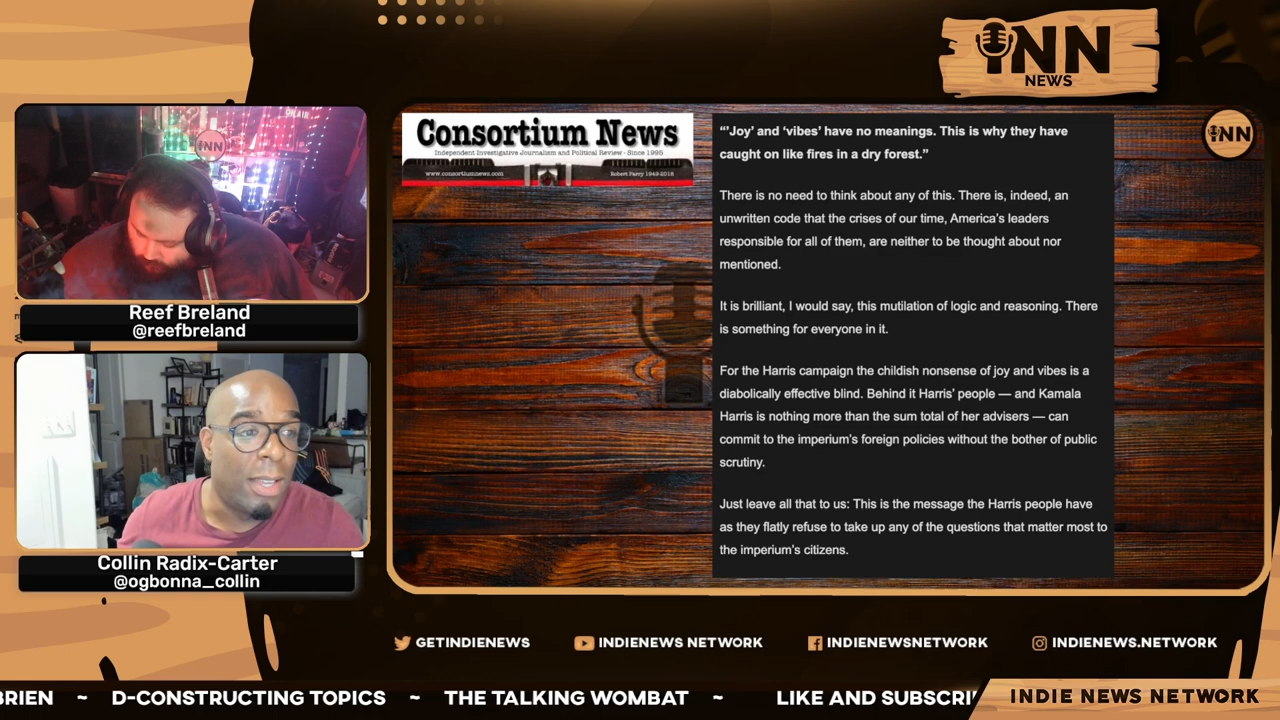 INN
NEWS
Consortium News
Independent Investigative Journalism and Political Review - Since 1995
www.consortiumnews.com
Robert Parry 1949-2018
“’Joy’ and ‘vibes’ have no meanings. This is why they have
caught on like fires in a dry forest.”
There is no need to think about any of this. There is, indeed, an
unwritten code that the crises of our time, America’s leaders
responsible for all of them, are neither to be thought about nor
mentioned.
It is brilliant, I would say, this mutilation of logic and reasoning. There
is something for everyone in it.
For the Harris campaign the childish nonsense of joy and vibes is a
diabolically effective blind. Behind it Harris’ people — and Kamala
Harris is nothing more than the sum total of her advisers — can
commit to the imperium’s foreign policies without the bother of public
scrutiny.
Just leave all that to us: This is the message the Harris people have
as they flatly refuse to take up any of the questions that matter most to
the imperium’s citizens.
INN
INN
Reef Breland
@reefbreland
Collin Radix-Carter
@ogbonna_collin
GETINDIENEWS
INDIENEWS NETWORK
INDIENEWSNETWORK
INDIENEWS.NETWORK
BRIEN ~ D-CONSTRUCTING TOPICS ~ THE TALKING WOMBAT ~ LIKE AND SUBSCRI
INDIE NEWS NETWORK